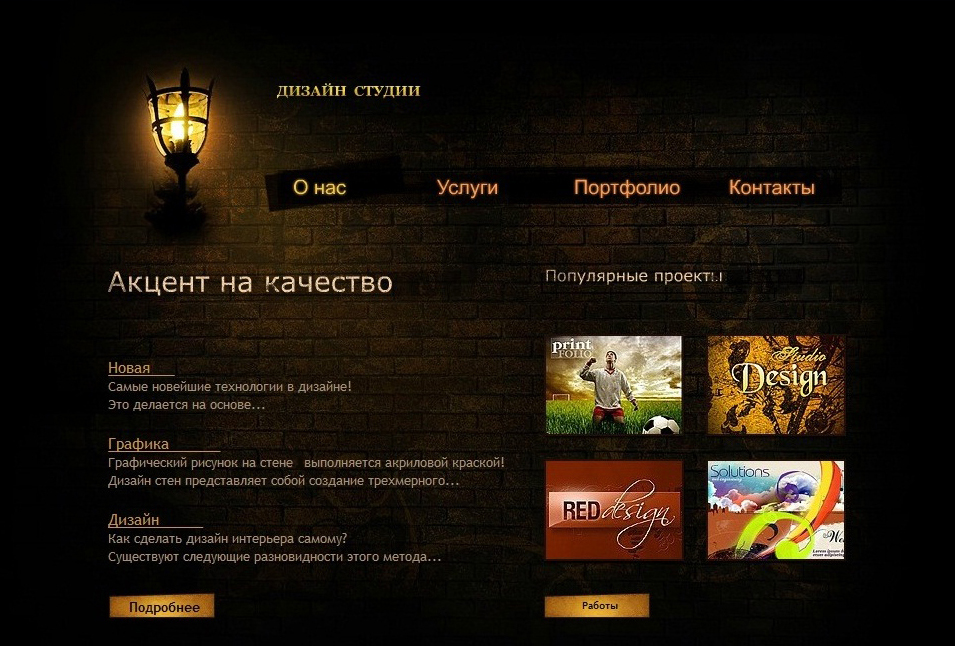 ДИЗАЙН СТУДИИ
О нас Услуги Портфолио Контакты
Акцент на качество
Новая
Самые новейшие технологии в дизайне!
Это делается на основе...
Графика
Графический рисунок на стене выполняется акриловой краской!
Дизайн стен представляет собой создание трехмерного...
Дизайн
Как сделать дизайн интерьера самому?
Существуют следующие разновидности этого метода...
Подробнее
Популярные проекты
print
FOLIO
Studio
Design
RED design
Solutions
Работы